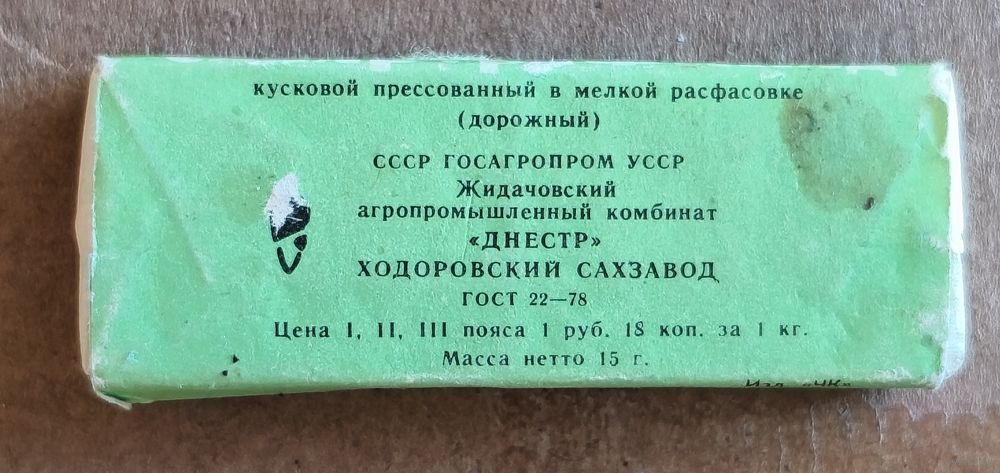 кусковой прессованный в мелкой расфасовке
(дорожный)
СССР ГОСАГРОПРОМ УССР
Жидачовский
агропромышленный комбинат
«ДНЕСТР»
ХОДОРОВСКИЙ САХЗАВОД
ГОСТ 22—78
Цена I, II, III пояса 1 руб. 18 коп. за 1 кг.
Масса нетто 15 г.